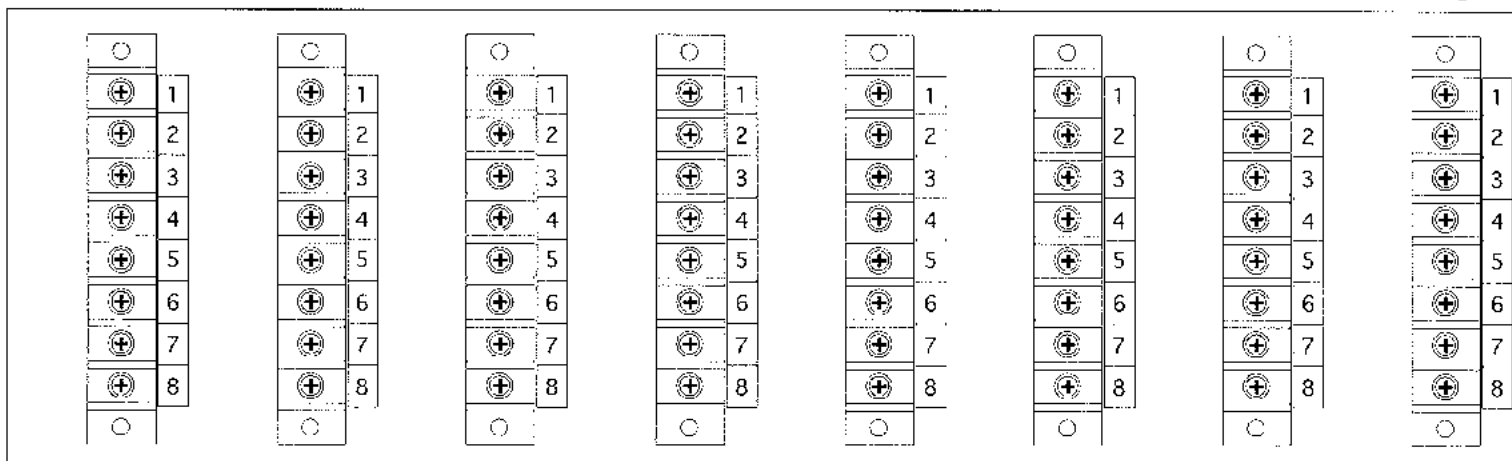 1 1 1 1 1 1 1 1
2 2 2 2 2 2 2 2
3 3 3 3 3 3 3 3
4 4 4 4 4 4 4 4
5 5 5 5 5 5 5 5
6 6 6 6 6 6 6 6
7 7 7 7 7 7 7 7
8 8 8 8 8 8 8 8